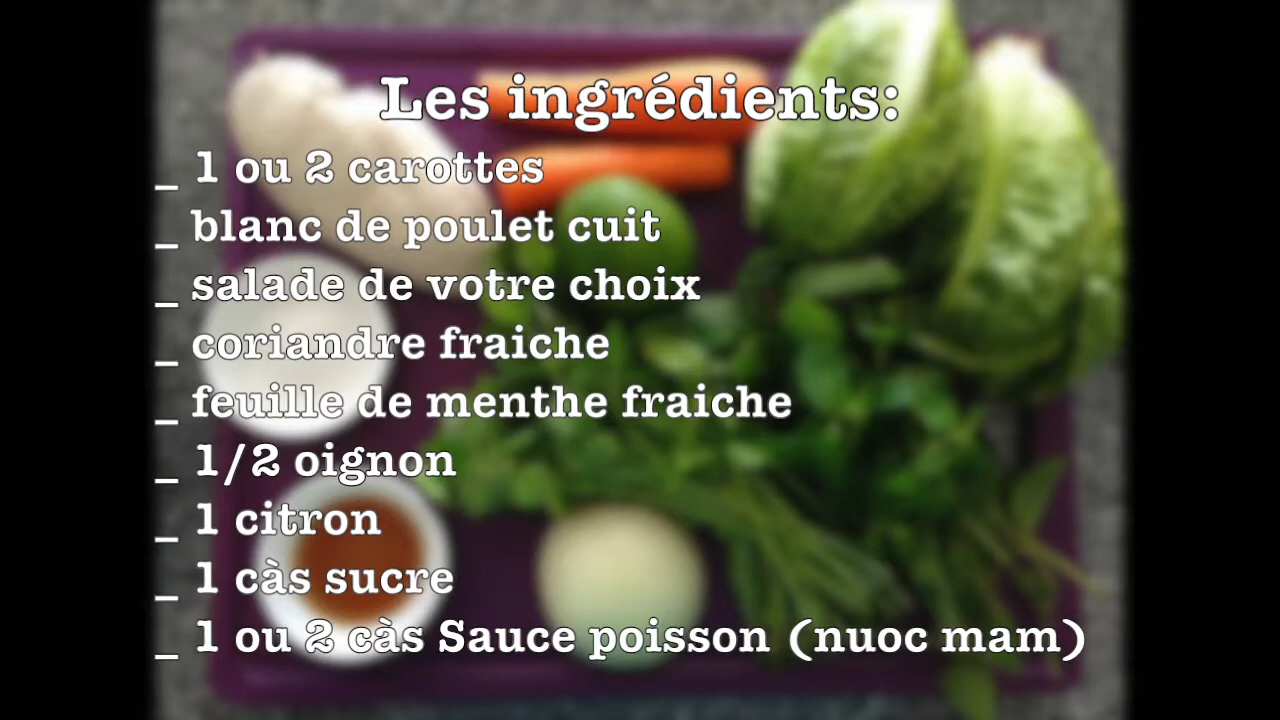 Les ingrédients:
_ 1 ou 2 carottes
_ blanc de poulet cuit
_ salade de votre choix
_ coriandre fraiche
_ feuille de menthe fraiche
_ 1/2 oignon
_ 1 citron
_ 1 càs sucre
_ 1 ou 2 càs Sauce poisson (nuoc mam)